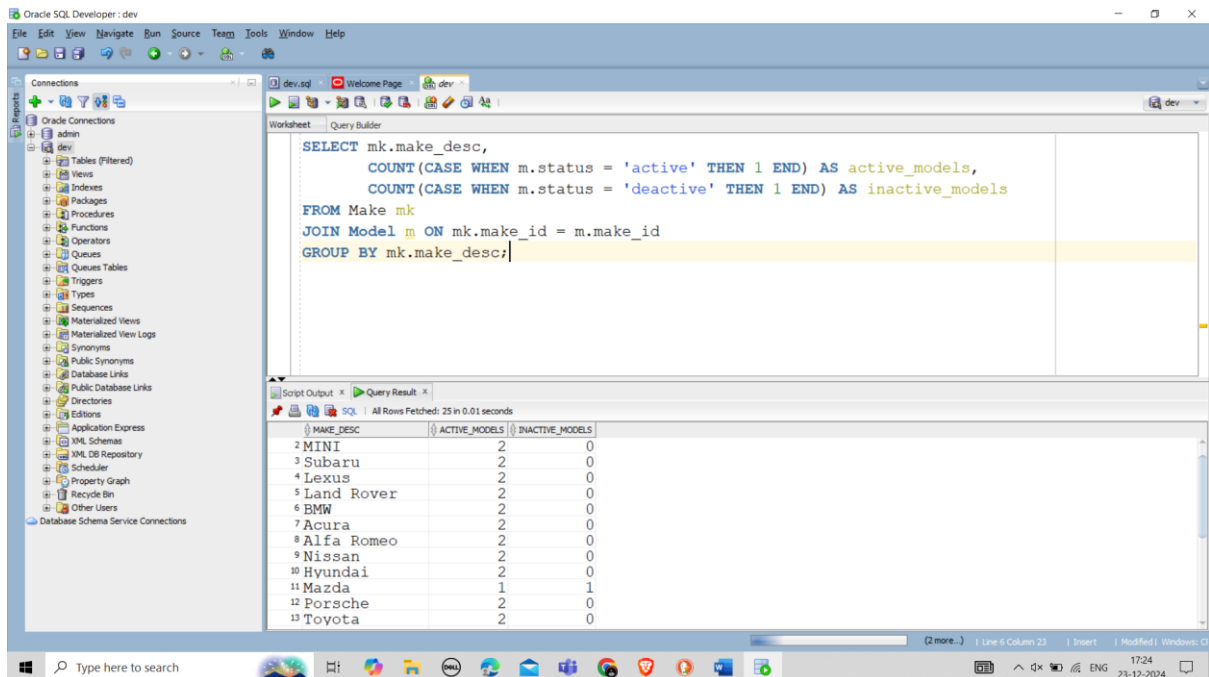 Oracle SQL Developer : dev
File Edit View Navigate Run Source Team Tools Window Help
Connections
dev.sql Welcome Page dev
dev
Reports
Worksheet Query Builder
Oracle Connections
admin
dev
Tables (Filtered)
Views
Indexes
Packages
Procedures
Functions
Operators
Queues
Queues Tables
Triggers
Types
Sequences
Materialized Views
Materialized View Logs
Synonyms
Public Synonyms
Database Links
Public Database Links
Directories
Editions
Application Express
XML Schemas
XML DB Repository
Scheduler
Property Graph
Recycle Bin
Other Users
Database Schema Service Connections
SELECT mk.make_desc,
COUNT(CASE WHEN m.status = 'active' THEN 1 END) AS active_models,
COUNT(CASE WHEN m.status = 'deactive' THEN 1 END) AS inactive_models
FROM Make mk
JOIN Model m ON mk.make_id = m.make_id
GROUP BY mk.make_desc;
Script Output x Query Result x
SQL | All Rows Fetched: 25 in 0.01 seconds
MAKE_DESC ACTIVE_MODELS INACTIVE_MODELS
2 MINI 2 0
3 Subaru 2 0
4 Lexus 2 0
5 Land Rover 2 0
6 BMW 2 0
7 Acura 2 0
8 Alfa Romeo 2 0
9 Nissan 2 0
10 Hyundai 2 0
11 Mazda 1 1
12 Porsche 2 0
13 Toyota 2 0
(2 more...) | Line 6 Column 23 | Insert | Modified | Windows: C
Type here to search
DELL
ENG
17:24
23-12-2024